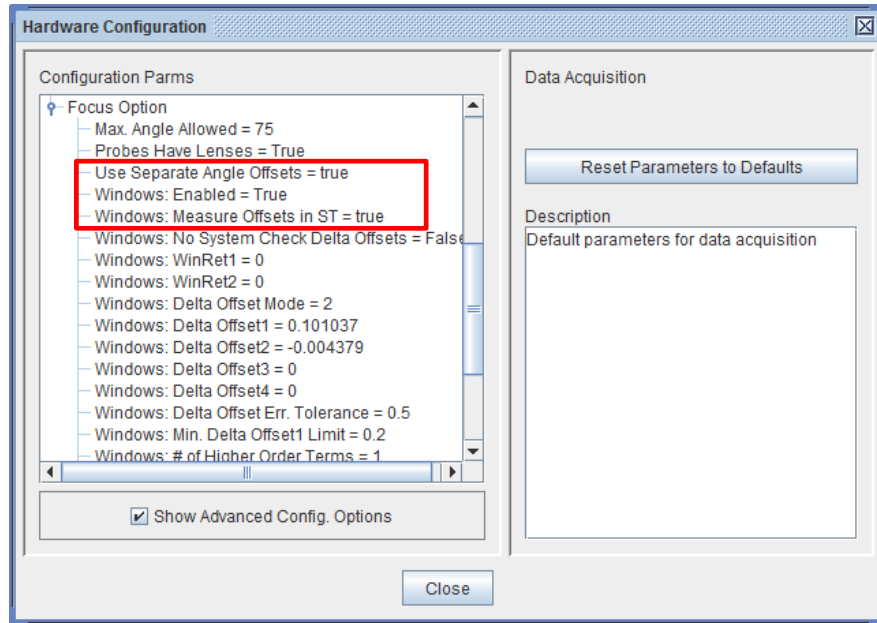 Hardware Configuration
Configuration Parms
Focus Option
Max. Angle Allowed = 75
Probes Have Lenses = True
Use Separate Angle Offsets = true
Windows: Enabled = True
Windows: Measure Offsets in ST = true
Windows: No System Check Delta Offsets = False
Windows: WinRet1 = 0
Windows: WinRet2 = 0
Windows: Delta Offset Mode = 2
Windows: Delta Offset1 = 0.101037
Windows: Delta Offset2 = -0.004379
Windows: Delta Offset3 = 0
Windows: Delta Offset4 = 0
Windows: Delta Offset Err. Tolerance = 0.5
Windows: Min. Delta Offset1 Limit = 0.2
Windows: # of Higher Order Terms = 1
Show Advanced Config. Options
Data Acquisition
Reset Parameters to Defaults
Description
Default parameters for data acquisition
Close